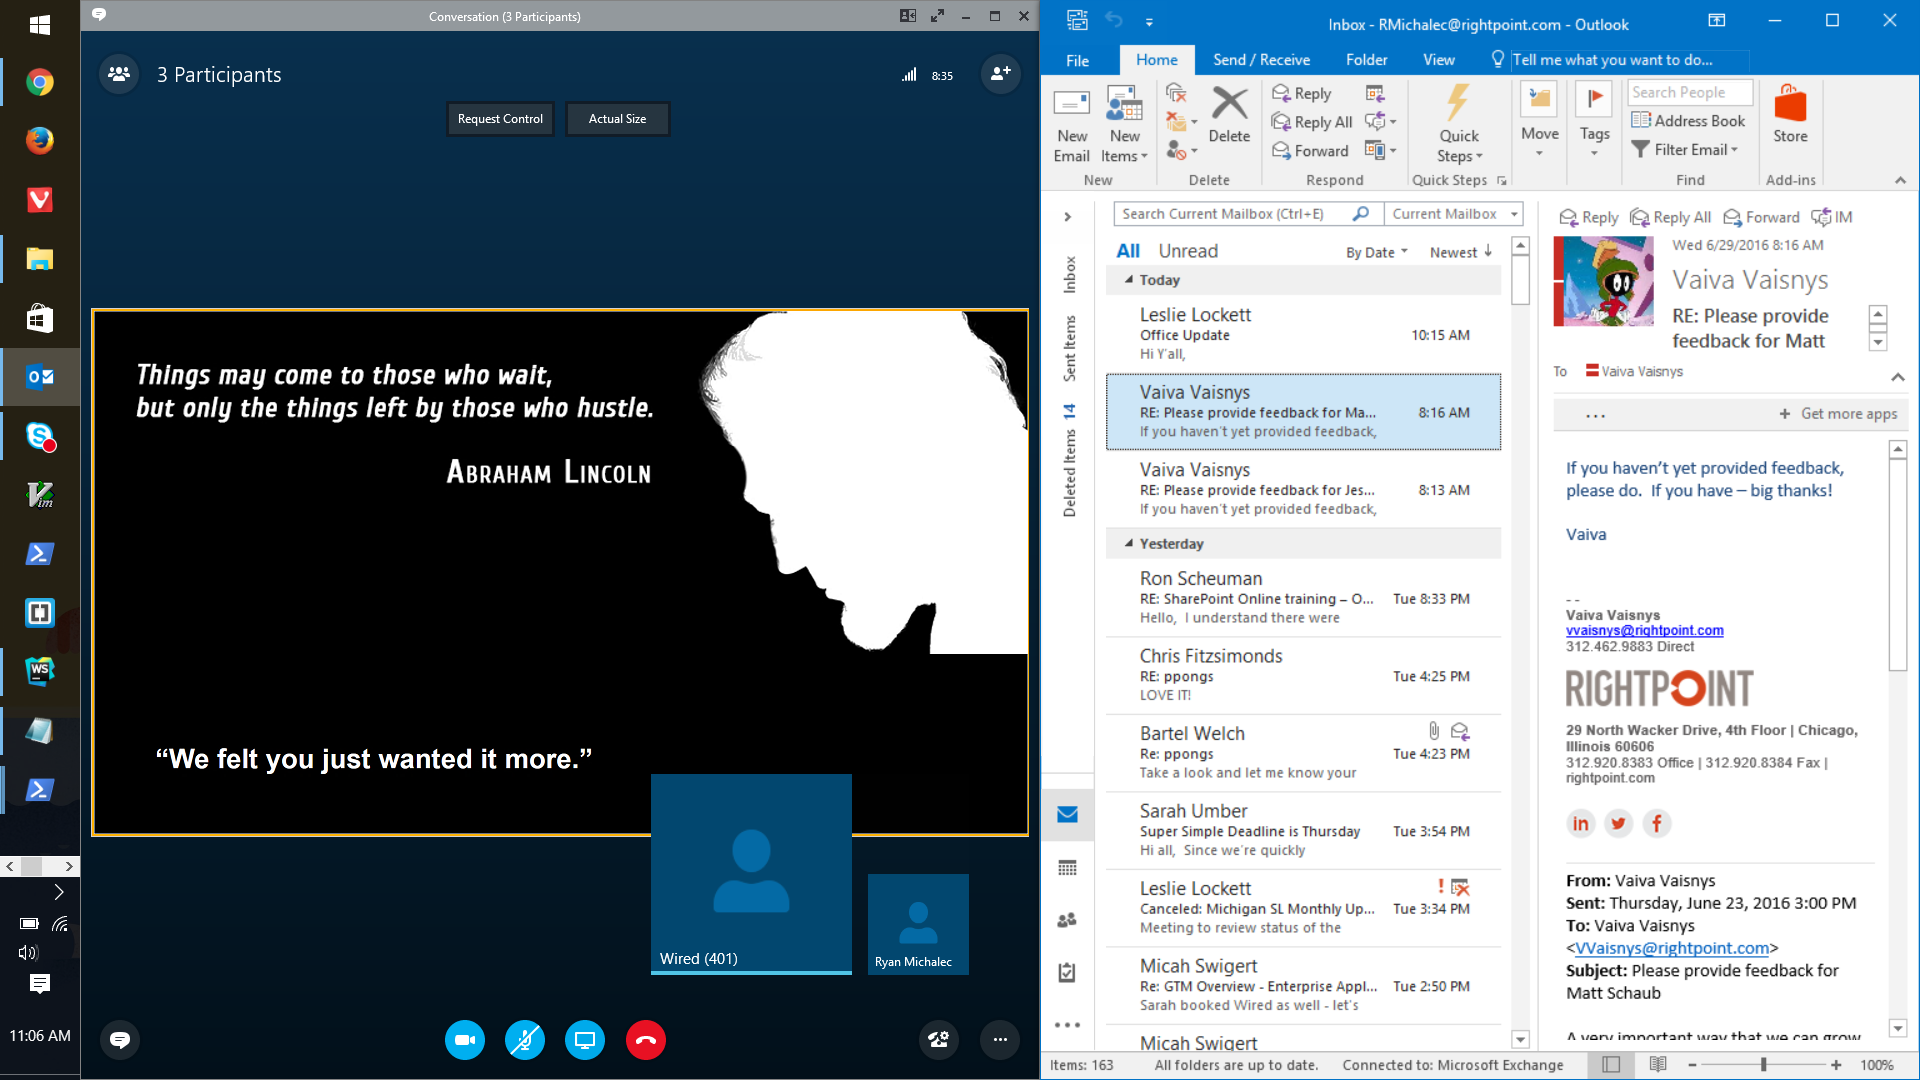 Conversation (3 Participants)
3 Participants
8:35
Request Control
Actual Size
Things may come to those who wait,
but only the things left by those who hustle.
ABRAHAM LINCOLN
“We felt you just wanted it more.”
Wired (401)
Ryan Michalec
11:06 AM
Inbox - RMichalec@rightpoint.com - Outlook
File
Home
Send / Receive
Folder
View
Tell me what you want to do...
New Email
New Items
New
Delete
Delete
Reply
Reply All
Forward
Respond
Quick Steps
Quick Steps
Move
Tags
Search People
Address Book
Filter Email
Find
Store
Add-ins
Inbox
Sent Items
Deleted Items 14
Search Current Mailbox (Ctrl+E)
Current Mailbox
All Unread
By Date
Newest ↓
Today
Leslie Lockett
Office Update 10:15 AM
Hi Y'all,
Vaiva Vaisnys
RE: Please provide feedback for Ma... 8:16 AM
If you haven't yet provided feedback,
Vaiva Vaisnys
RE: Please provide feedback for Jes... 8:13 AM
If you haven't yet provided feedback,
Yesterday
Ron Scheuman
RE: SharePoint Online training – O... Tue 8:33 PM
Hello, I understand there were
Chris Fitzsimonds
RE: ppongs Tue 4:25 PM
LOVE IT!
Bartel Welch
Re: ppongs Tue 4:23 PM
Take a look and let me know your
Sarah Umber
Super Simple Deadline is Thursday Tue 3:54 PM
Hi all, Since we're quickly
Leslie Lockett
Canceled: Michigan SL Monthly Up... Tue 3:34 PM
Meeting to review status of the
Micah Swigert
Re: GTM Overview - Enterprise Appl... Tue 2:50 PM
Sarah booked Wired as well - let's
Micah Swigert
Reply
Reply All
Forward
IM
Wed 6/29/2016 8:16 AM
Vaiva Vaisnys
RE: Please provide
feedback for Matt
To Vaiva Vaisnys
... + Get more apps
If you haven't yet provided feedback,
please do. If you have – big thanks!
Vaiva
- -
Vaiva Vaisnys
vvaisnys@rightpoint.com
312.462.9883 Direct
RIGHTPOINT
29 North Wacker Drive, 4th Floor | Chicago,
Illinois 60606
312.920.8383 Office | 312.920.8384 Fax |
rightpoint.com
From: Vaiva Vaisnys
Sent: Thursday, June 23, 2016 3:00 PM
To: Vaiva Vaisnys
<VVaisnys@rightpoint.com>
Subject: Please provide feedback for
Matt Schaub
A very important way that we can grow
Items: 163
All folders are up to date.
Connected to: Microsoft Exchange
100%